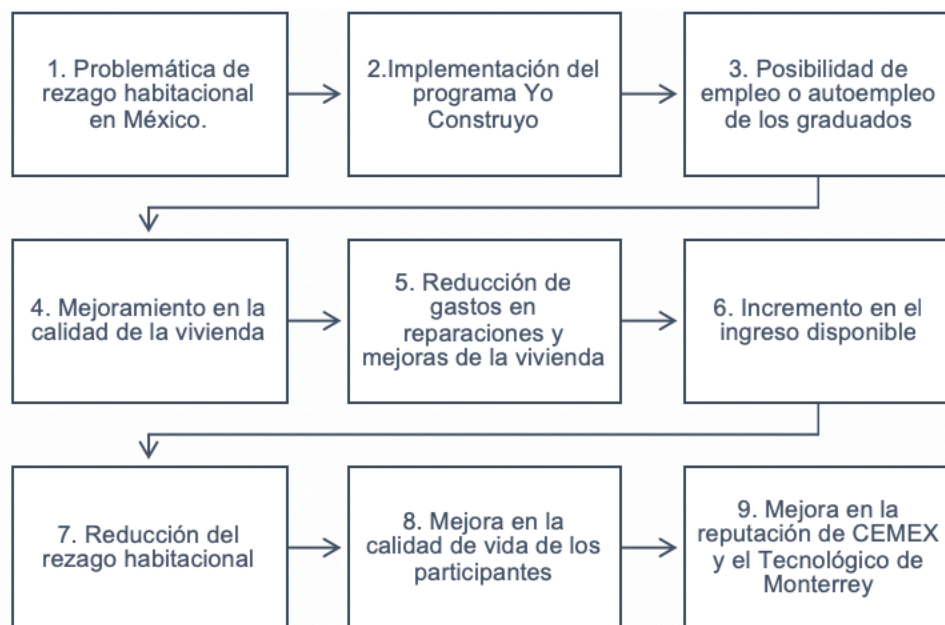 1. Problemática de
rezago habitacional
en México.
2.Implementación del
programa Yo
Construyo
3. Posibilidad de
empleo o autoempleo
de los graduados
4. Mejoramiento en la
calidad de la vivienda
5. Reducción de
gastos en
reparaciones y
mejoras de la vivienda
6. Incremento en el
ingreso disponible
7. Reducción del
rezago habitacional
8. Mejora en la
calidad de vida de los
participantes
9. Mejora en la
reputación de CEMEX
y el Tecnológico de
Monterrey